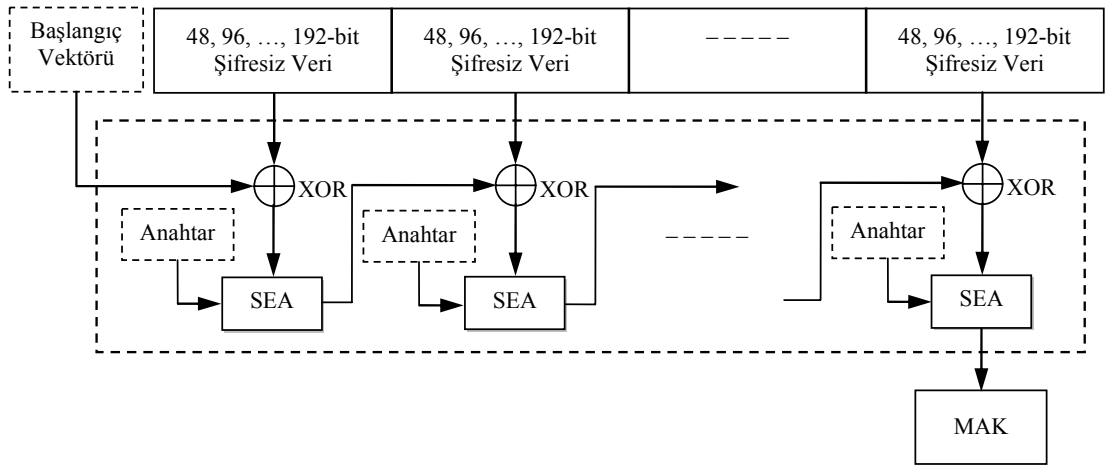 Başlangıç
Vektörü
48, 96, …, 192-bit
Şifresiz Veri
48, 96, …, 192-bit
Şifresiz Veri
– – – – –
48, 96, …, 192-bit
Şifresiz Veri
XOR
XOR
XOR
Anahtar
Anahtar
– – – – –
Anahtar
SEA
SEA
SEA
MAK